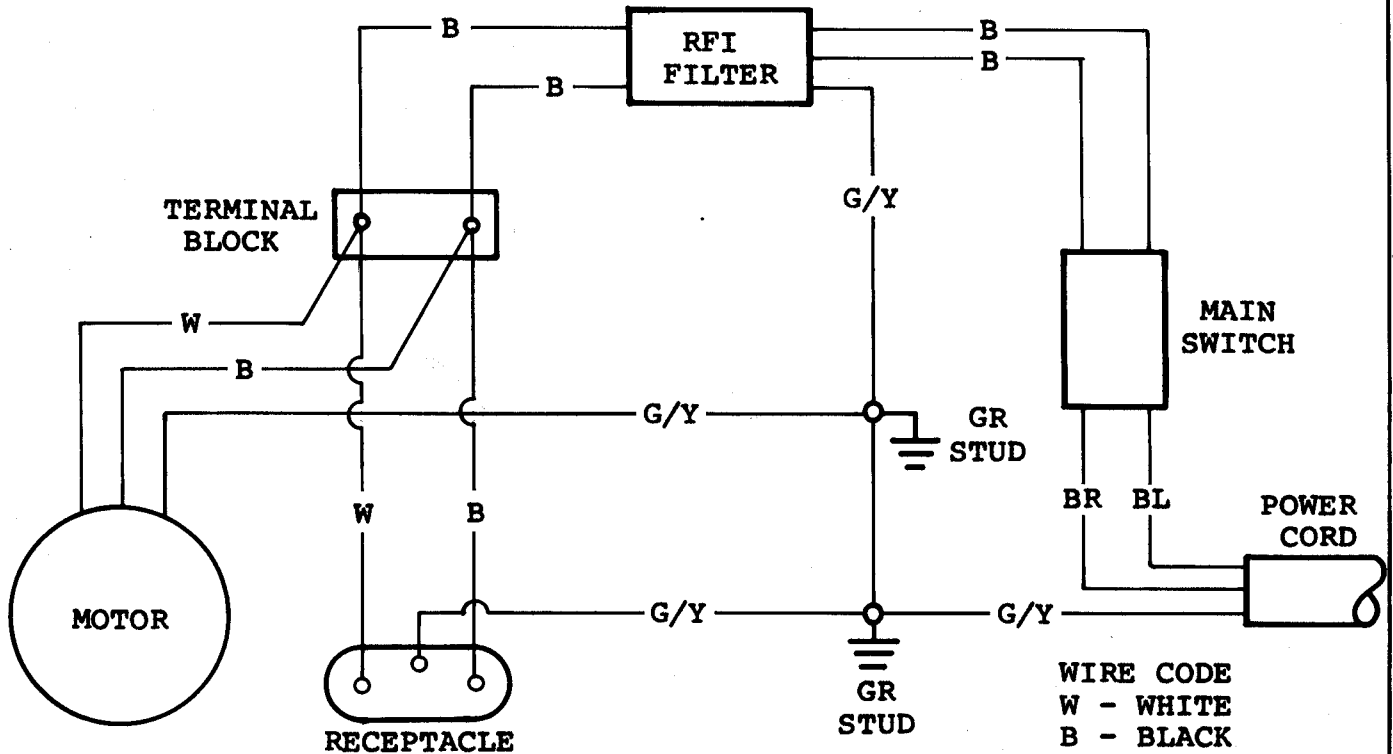 B
RFI
FILTER
B
B
B
TERMINAL
BLOCK
G/Y
W
MAIN
SWITCH
B
G/Y
GR
STUD
W
B
BR
BL
POWER
CORD
MOTOR
G/Y
G/Y
GR
STUD
RECEPTACLE
WIRE CODE
W - WHITE
B - BLACK